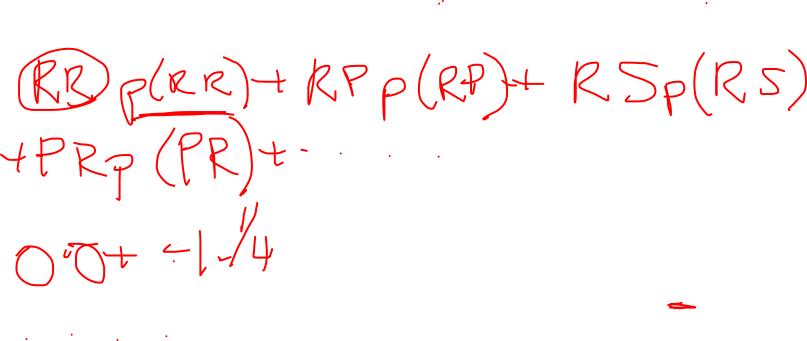 RR p(RR) + RP p(RP) + RS p(RS)
+ PR p(PR) + · · · ·
0·0 + -1·1/4